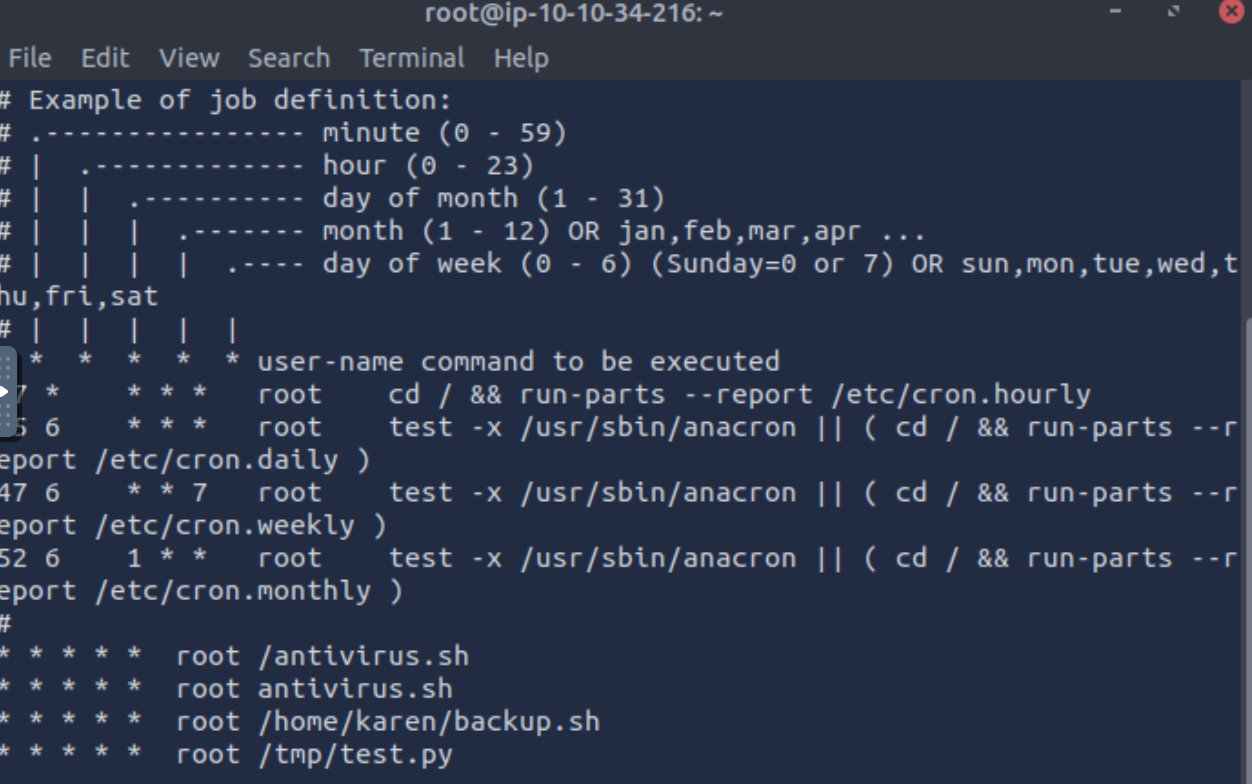 root@ip-10-10-34-216: ~
File Edit View Search Terminal Help
# Example of job definition:
# .---------------- minute (0 - 59)
# |  .------------- hour (0 - 23)
# |  |  .---------- day of month (1 - 31)
# |  |  |  .------- month (1 - 12) OR jan,feb,mar,apr ...
# |  |  |  |  .---- day of week (0 - 6) (Sunday=0 or 7) OR sun,mon,tue,wed,t
hu,fri,sat
# |  |  |  |  |
* * * * * user-name command to be executed
7 *    * * *   root    cd / && run-parts --report /etc/cron.hourly
5 6    * * *   root    test -x /usr/sbin/anacron || ( cd / && run-parts --r
eport /etc/cron.daily )
47 6    * * 7   root    test -x /usr/sbin/anacron || ( cd / && run-parts --r
eport /etc/cron.weekly )
52 6    1 * *   root    test -x /usr/sbin/anacron || ( cd / && run-parts --r
eport /etc/cron.monthly )
#
* * * * *  root /antivirus.sh
* * * * *  root antivirus.sh
* * * * *  root /home/karen/backup.sh
* * * * *  root /tmp/test.py